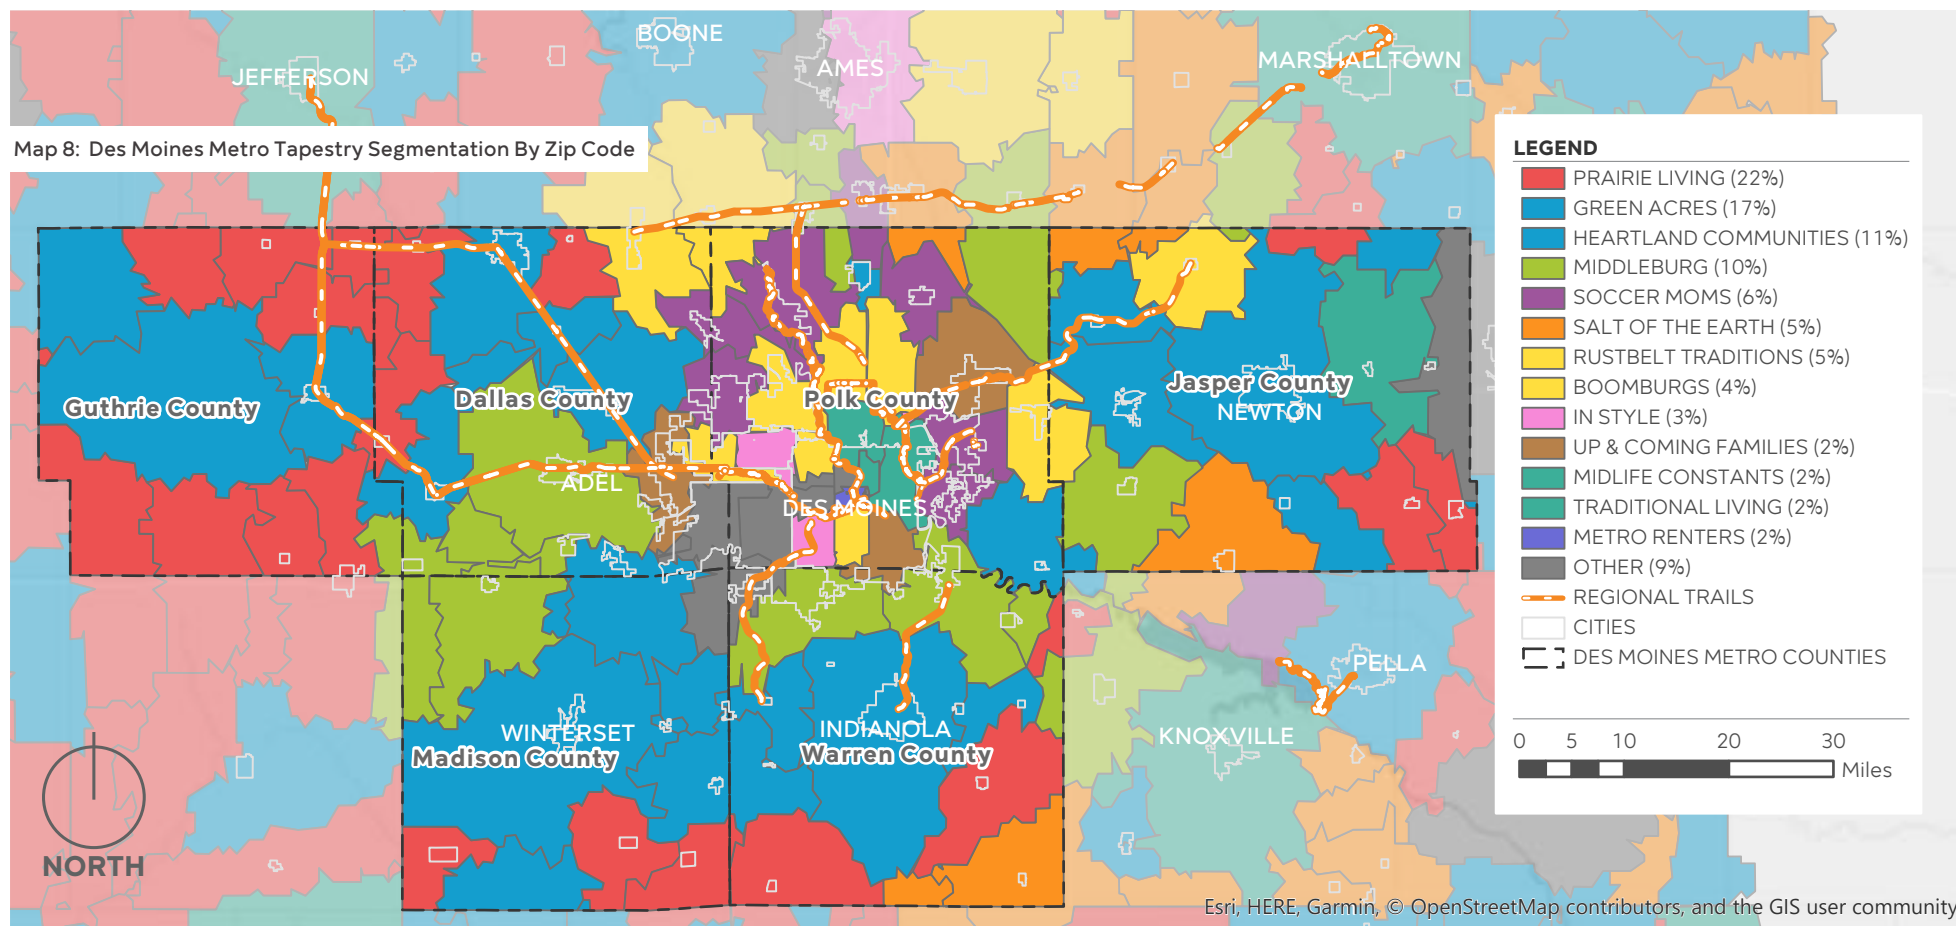 BOONE
AMES
JEFFERSON
MARSHALLTOWN
Map 8: Des Moines Metro Tapestry Segmentation By Zip Code
LEGEND
PRAIRIE LIVING (22%)
GREEN ACRES (17%)
HEARTLAND COMMUNITIES (11%)
MIDDLEBURG (10%)
SOCCER MOMS (6%)
SALT OF THE EARTH (5%)
RUSTBELT TRADITIONS (5%)
BOOMBURGS (4%)
IN STYLE (3%)
UP & COMING FAMILIES (2%)
MIDLIFE CONSTANTS (2%)
TRADITIONAL LIVING (2%)
METRO RENTERS (2%)
OTHER (9%)
REGIONAL TRAILS
CITIES
DES MOINES METRO COUNTIES
0 5 10 20 30
Miles
Guthrie County
Dallas County
Polk County
Jasper County
NEWTON
ADEL
DES MOINES
PELLA
WINTERSET
Madison County
INDIANOLA
Warren County
KNOXVILLE
NORTH
Esri, HERE, Garmin, © OpenStreetMap contributors, and the GIS user community